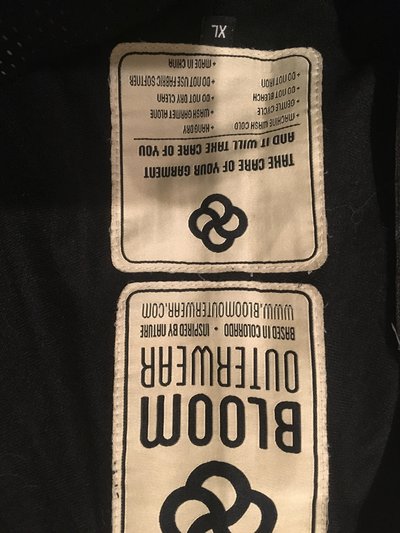 BLOOM
OUTERWEAR
BASED IN COLORADO • INSPIRED BY NATURE
WWW.BLOOMOUTERWEAR.COM
TAKE CARE OF YOUR GARMENT
AND IT WILL TAKE CARE OF YOU
+ MACHINE WASH COLD + HANG DRY
+ GENTLE CYCLE + WASH GARMENT ALONE
+ DO NOT BLEACH + DO NOT DRY CLEAN
+ DO NOT IRON + DO NOT USE FABRIC SOFTNER
+ MADE IN CHINA
XL